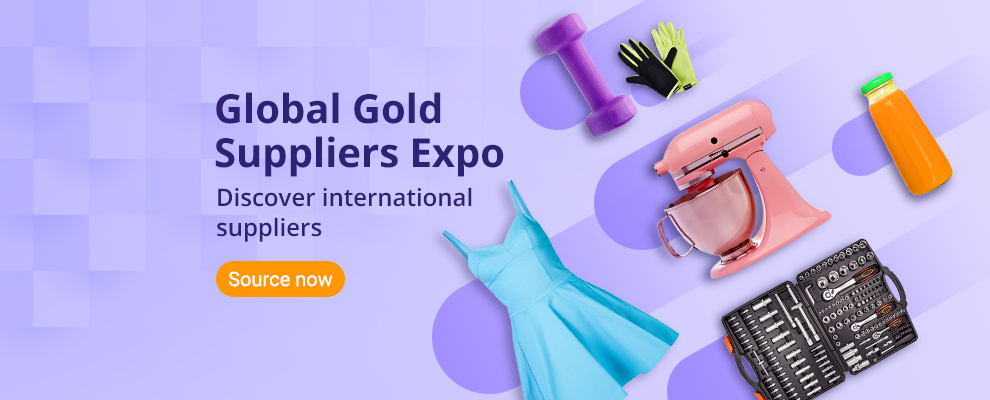 Global Gold
Suppliers Expo
Discover international
suppliers
Source now